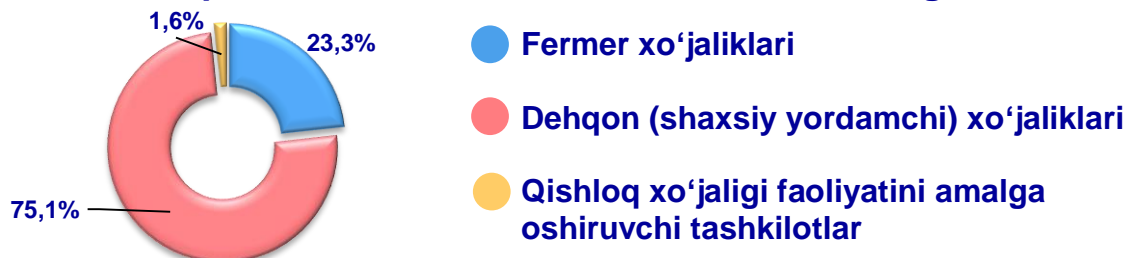 1,6%
23,3%
75,1%
Fermer xo‘jaliklari
Dehqon (shaxsiy yordamchi) xo‘jaliklari
Qishloq xo‘jaligi faoliyatini amalga
oshiruvchi tashkilotlar